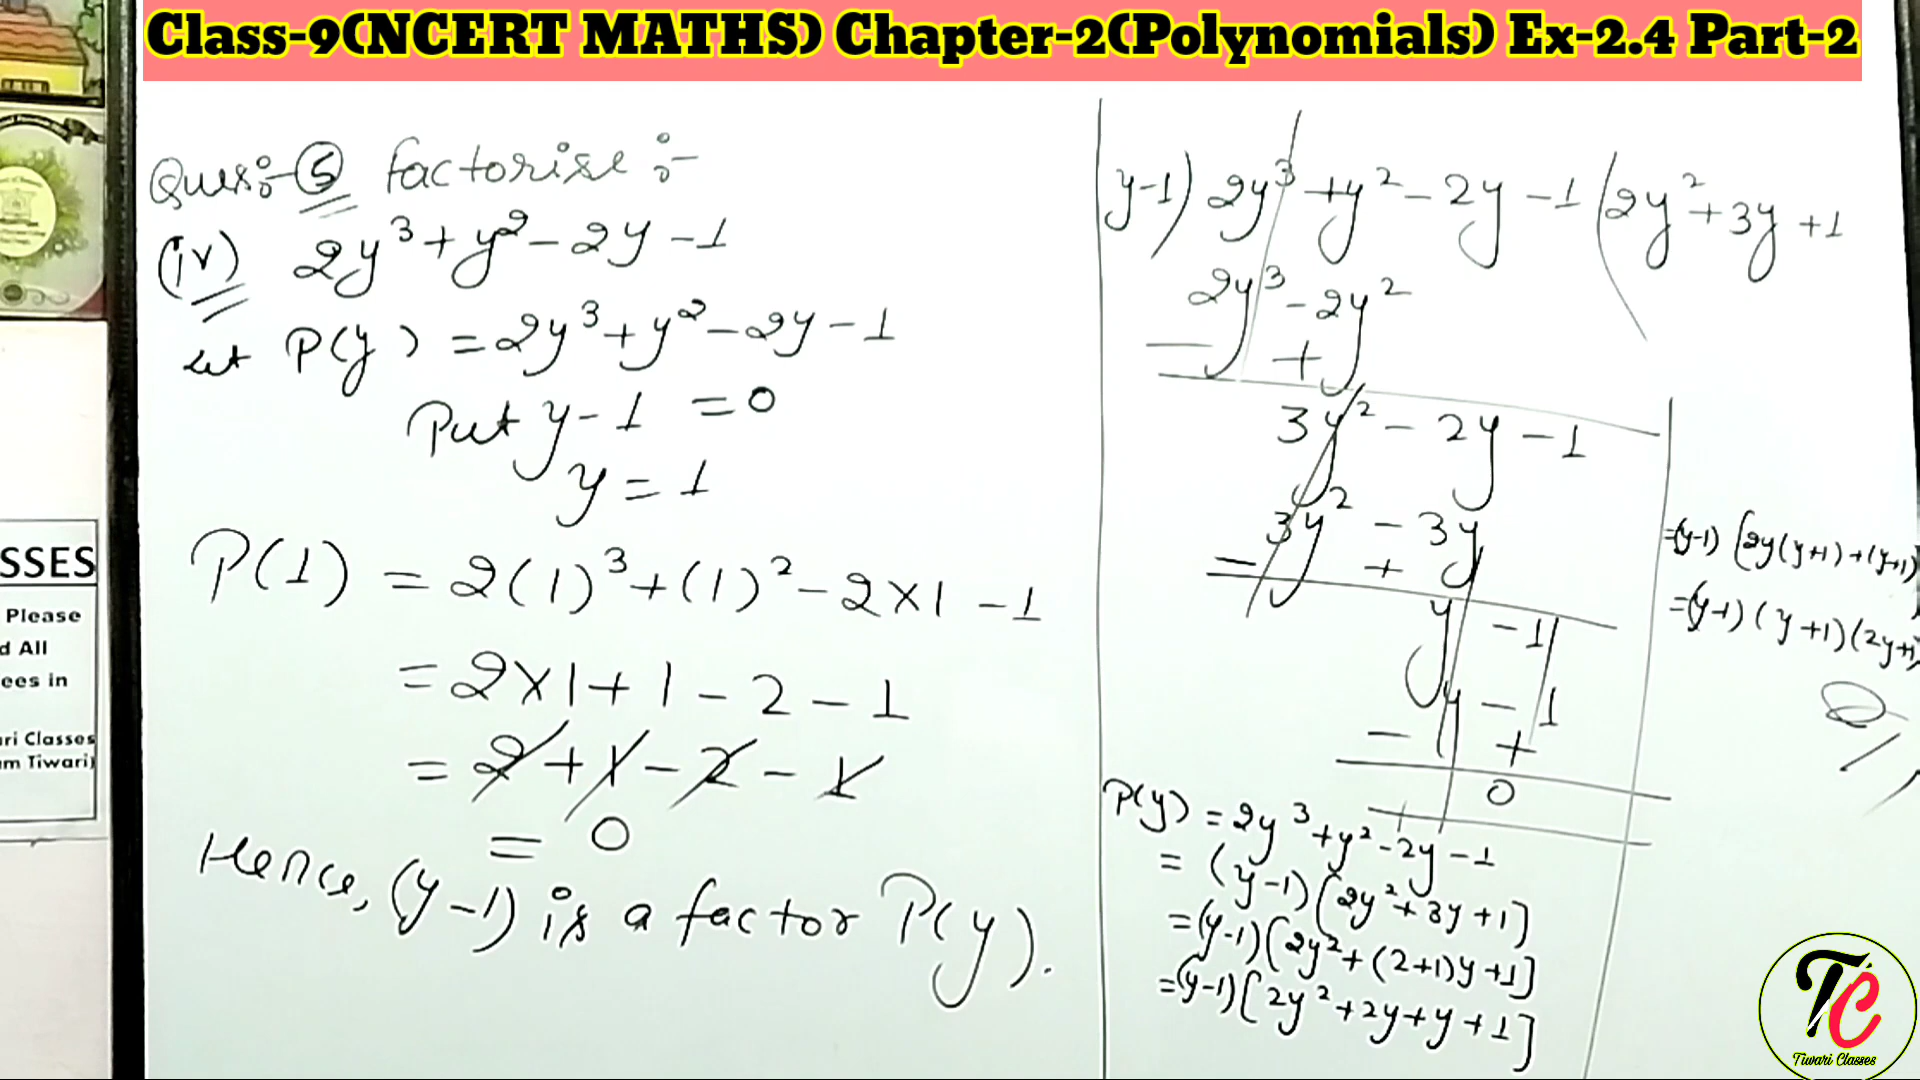 Class-9(NCERT MATHS) Chapter-2(Polynomials) Ex-2.4 Part-2
Ques:-(5) factorise :-
(iv) 2y³+y²-2y-1
let P(y) = 2y³+y²-2y-1
Put y-1 = 0
y = 1
P(1) = 2(1)³+(1)²-2×1-1
= 2×1+1-2-1
= 2+1-2-1
= 0
Hence, (y-1) is a factor P(y).
y-1) 2y³+y²-2y-1 (2y²+3y+1
2y³-2y²
- +
3y²-2y-1
3y²-3y
- +
y-1
y-1
- +
0
P(y) = 2y³+y²-2y-1
= (y-1)(2y²+3y+1]
=(y-1)[2y²+(2+1)y+1]
=(y-1)[2y²+2y+y+1]
=(y-1)[2y(y+1)+(y+1)
=(y-1)(y+1)(2y+1
SSES
Please
d All
ees in
ri Classes
m Tiwari)
TC
Tiwari Classes